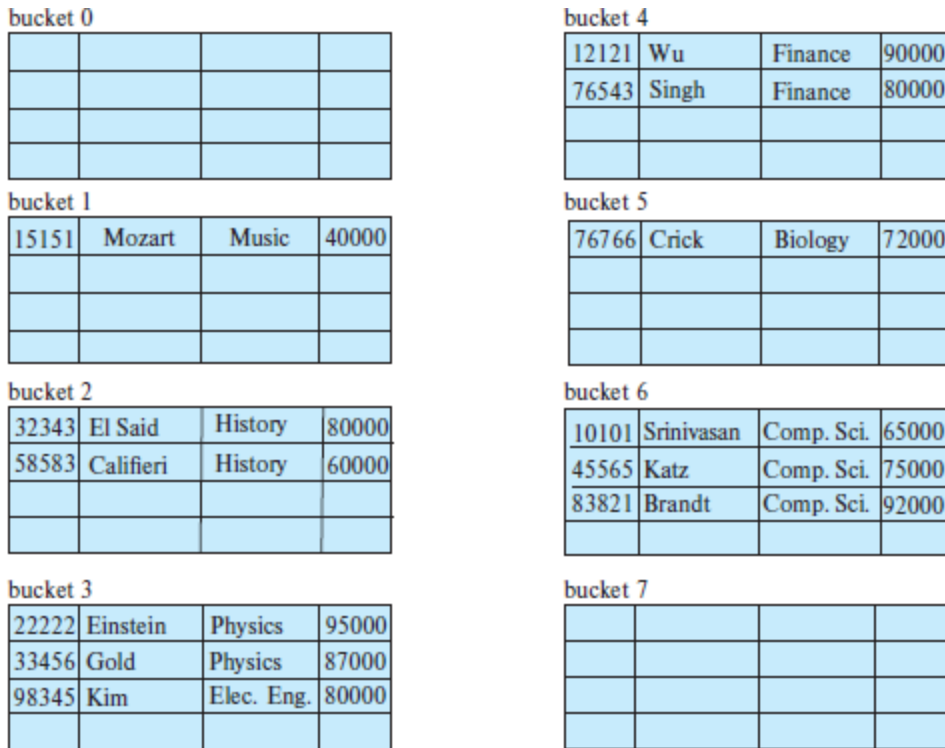 bucket 0
bucket 1
15151 Mozart Music 40000
bucket 2
32343 El Said History 80000
58583 Califieri History 60000
bucket 3
22222 Einstein Physics 95000
33456 Gold Physics 87000
98345 Kim Elec. Eng. 80000
bucket 4
12121 Wu Finance 90000
76543 Singh Finance 80000
bucket 5
76766 Crick Biology 72000
bucket 6
10101 Srinivasan Comp. Sci. 65000
45565 Katz Comp. Sci. 75000
83821 Brandt Comp. Sci. 92000
bucket 7